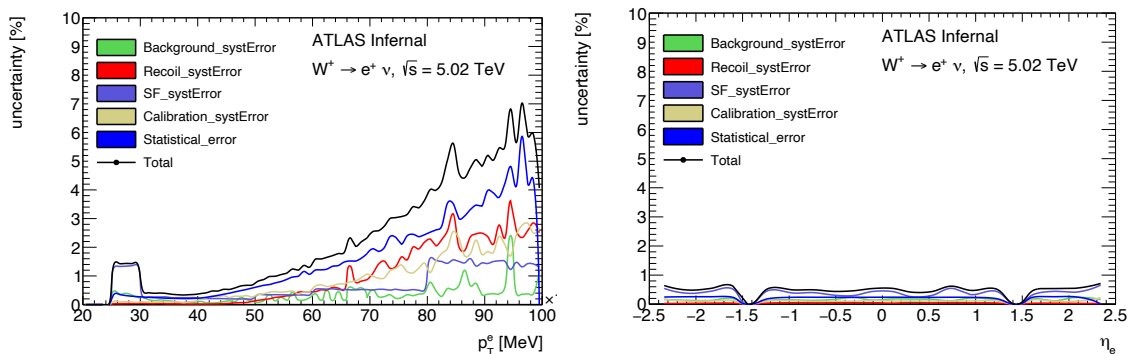 uncertainty [%]
10
9
8
7
6
5
4
3
2
1
0
ATLAS Infernal
W⁺ → e⁺ ν, √s = 5.02 TeV
Background_systError
Recoil_systError
SF_systError
Calibration_systError
Statistical_error
Total
20 30 40 50 60 70 80 90 100
×
p_T^e [MeV]
uncertainty [%]
10
9
8
7
6
5
4
3
2
1
0
ATLAS Infernal
W⁺ → e⁺ ν, √s = 5.02 TeV
Background_systError
Recoil_systError
SF_systError
Calibration_systError
Statistical_error
Total
−2.5 −2 −1.5 −1 −0.5 0 0.5 1 1.5 2 2.5
η_e